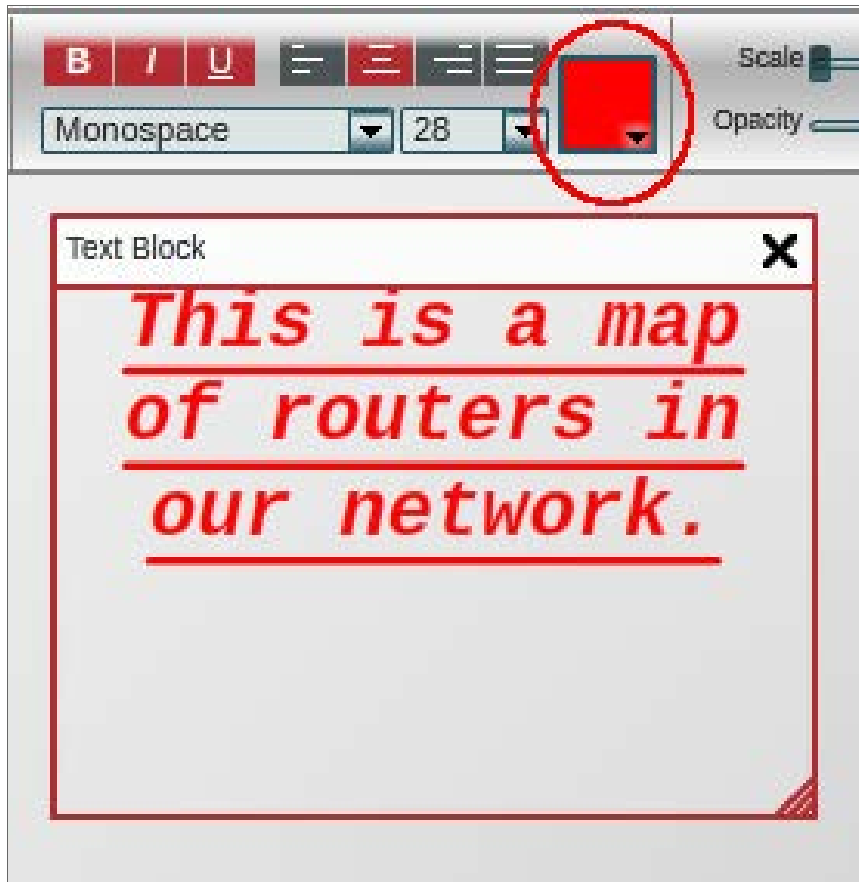 B I U
Scale
Monospace 28
Opacity
Text Block
This is a map
of routers in
our network.